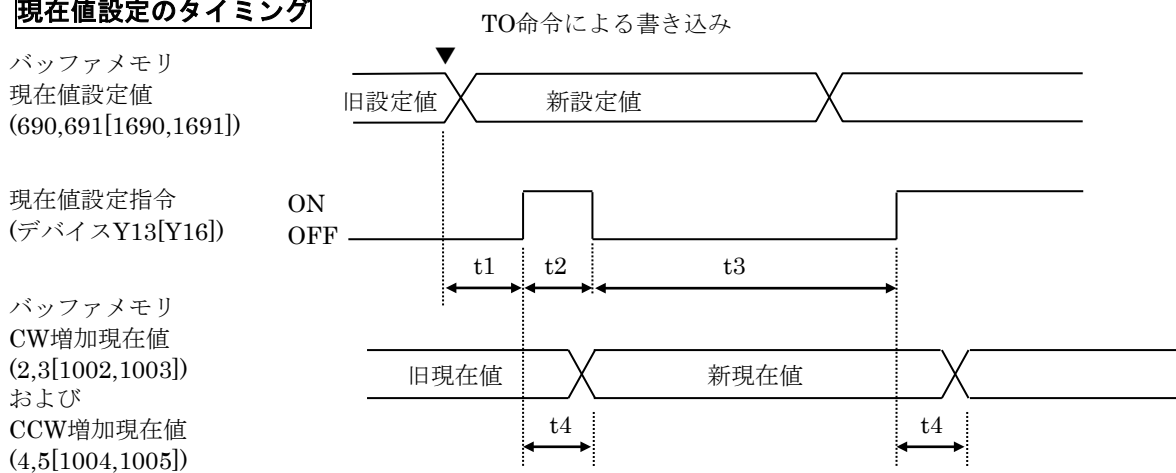 現在値設定のタイミング
TO命令による書き込み
バッファメモリ
現在値設定値
(690,691[1690,1691])
旧設定値
新設定値
現在値設定指令
(デバイスY13[Y16])
ON
OFF
t1
t2
t3
バッファメモリ
CW増加現在値
(2,3[1002,1003])
および
CCW増加現在値
(4,5[1004,1005])
旧現在値
新現在値
t4
t4